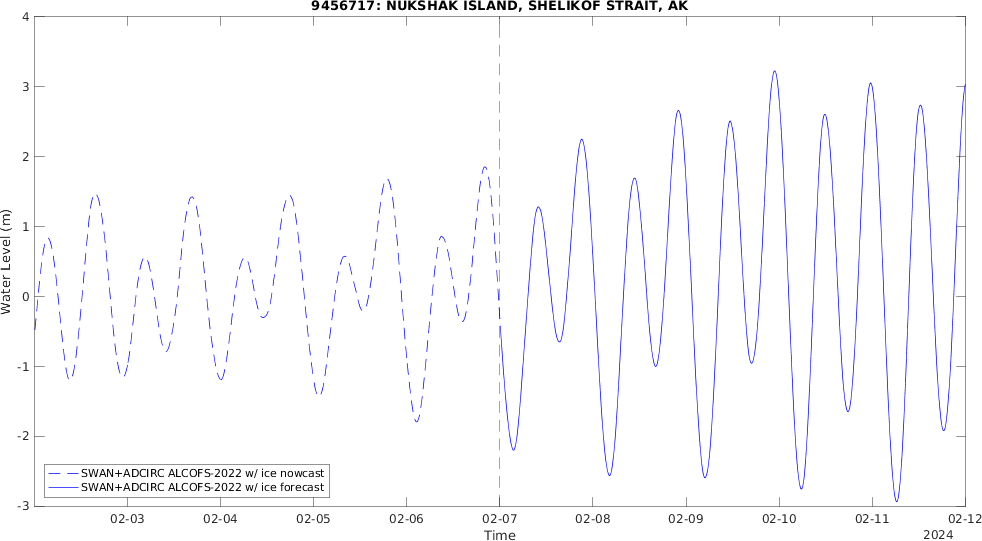 9456717: NUKSHAK ISLAND, SHELIKOF STRAIT, AK
4
3
2
1
0
-1
-2
-3
Water Level (m)
SWAN+ADCIRC ALCOFS-2022 w/ ice nowcast
SWAN+ADCIRC ALCOFS-2022 w/ ice forecast
02-03 02-04 02-05 02-06 02-07 02-08 02-09 02-10 02-11 02-12
Time
2024